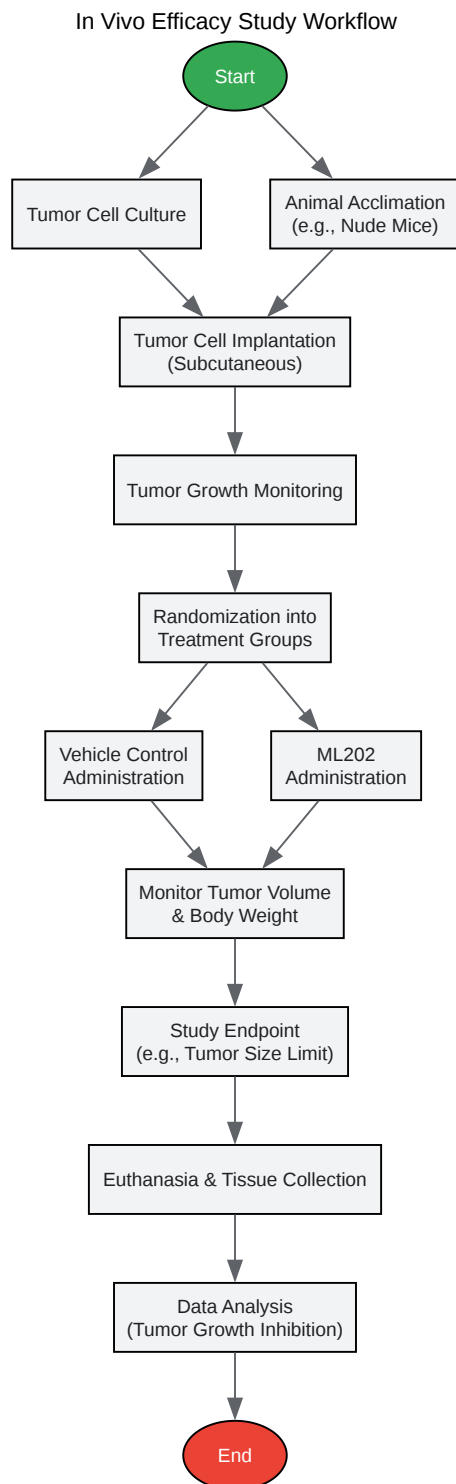 In Vivo Efficacy Study Workflow
Start
Tumor Cell Culture
Animal Acclimation
(e.g., Nude Mice)
Tumor Cell Implantation
(Subcutaneous)
Tumor Growth Monitoring
Randomization into
Treatment Groups
Vehicle Control
Administration
ML202
Administration
Monitor Tumor Volume
& Body Weight
Study Endpoint
(e.g., Tumor Size Limit)
Euthanasia & Tissue Collection
Data Analysis
(Tumor Growth Inhibition)
End